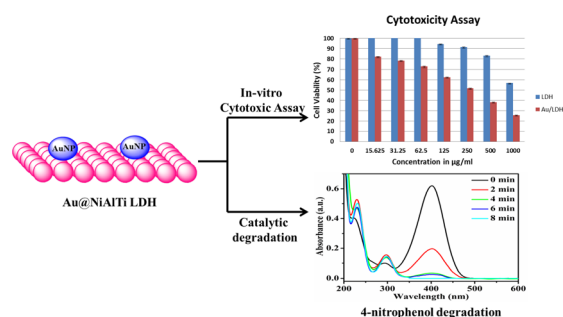 Cytotoxicity Assay
Cell Viability (%)
100
90
80
70
60
50
40
30
20
10
0
0 15.625 31.25 62.5 125 250 500 1000
Concentration in µg/ml
LDH
Au/LDH
In-vitro
Cytotoxic Assay
AuNP AuNP
Au@NiAlTi LDH
Catalytic
degradation
Absorbance (a.u.)
0.6
0.4
0.2
0.0
200 300 400 500 600
Wavelength (nm)
0 min
2 min
4 min
6 min
8 min
4-nitrophenol degradation